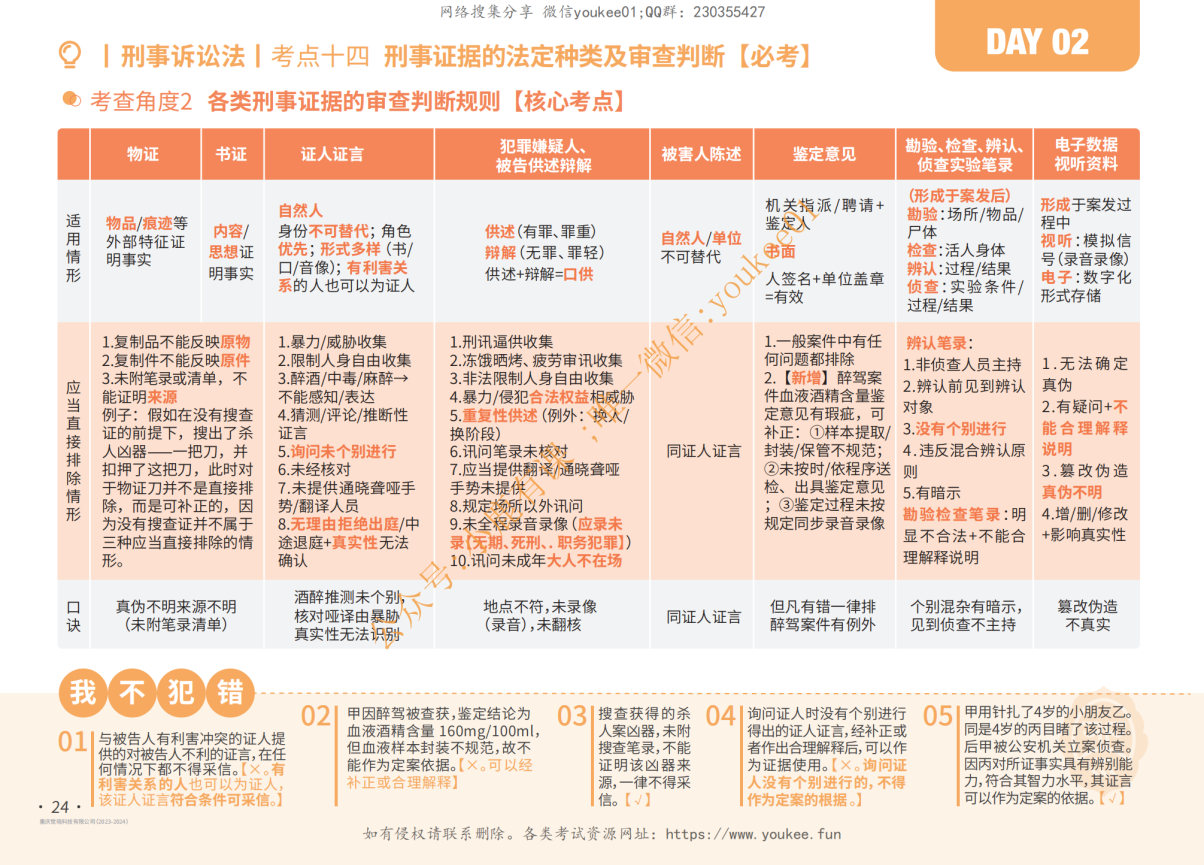 网络搜集分享 微信youkee01;QQ群: 230355427
DAY 02
丨刑事诉讼法丨考点十四 刑事证据的法定种类及审查判断【必考】
考查角度2 各类刑事证据的审查判断规则【核心考点】
物证
书证
证人证言
犯罪嫌疑人、
被告供述辩解
被害人陈述
鉴定意见
勘验、检查、辨认、
侦查实验笔录
电子数据
视听资料
适用情形
物品/痕迹等
外部特征证
明事实
内容/
思想证
明事实
自然人
身份不可替代；角色
优先；形式多样（书/
口/音像）；有利害关
系的人也可以为证人
供述（有罪、罪重）
辩解（无罪、罪轻）
供述+辩解=口供
自然人/单位
不可替代
机关指派/聘请+
鉴定人
书面
人签名+单位盖章
=有效
（形成于案发后）
勘验：场所/物品/
尸体
检查：活人身体
辨认：过程/结果
侦查：实验条件/
过程/结果
形成于案发过
程中
视听：模拟信
号（录音录像）
电子：数字化
形式存储
应当直接排除情形
1.复制品不能反映原物
2.复制件不能反映原件
3.未附笔录或清单，不
能证明来源
例子：假如在没有搜查
证的前提下，搜出了杀
人凶器——一把刀，并
扣押了这把刀，此时对
于物证刀并不是直接排
除，而是可补正的，因
为没有搜查证并不属于
三种应当直接排除的情
形。
1.暴力/威胁收集
2.限制人身自由收集
3.醉酒/中毒/麻醉→
不能感知/表达
4.猜测/评论/推断性
证言
5.询问未个别进行
6.未经核对
7.未提供通晓聋哑手
势/翻译人员
8.无理由拒绝出庭/中
途退庭+真实性无法
确认
1.刑讯逼供收集
2.冻饿晒烤、疲劳审讯收集
3.非法限制人身自由收集
4.暴力/侵犯合法权益相威胁
5.重复性供述（例外：换人/
换阶段）
6.讯问笔录未核对
7.应当提供翻译/通晓聋哑
手势未提供
8.规定场所以外讯问
9.未全程录音录像（应录未
录【无期、死刑、. 职务犯罪】）
10.讯问未成年大人不在场
同证人证言
1.一般案件中有任
何问题都排除
2.【新增】醉驾案
件血液酒精含量鉴
定意见有瑕疵，可
补正：①样本提取/
封装/保管不规范；
②未按时/依程序送
检、出具鉴定意见
；③鉴定过程未按
规定同步录音录像
辨认笔录：
1.非侦查人员主持
2.辨认前见到辨认
对象
3.没有个别进行
4.违反混合辨认原
则
5.有暗示
勘验检查笔录：明
显不合法+不能合
理解释说明
1.无法确定
真伪
2.有疑问+不
能合理解释
说明
3.篡改伪造
真伪不明
4.增/删/修改
+影响真实性
口诀
真伪不明来源不明
（未附笔录清单）
酒醉推测未个别，
核对哑译由暴胁
真实性无法识别
地点不符，未录像
（录音），未翻核
同证人证言
但凡有错一律排
醉驾案件有例外
个别混杂有暗示，
见到侦查不主持
篡改伪造
不真实
我不犯错
01
与被告人有利害冲突的证人提
供的对被告人不利的证言，在任
何情况下都不得采信。【×。有
利害关系的人也可以为证人，
该证人证言符合条件可采信。】
02
甲因醉驾被查获，鉴定结论为
血液酒精含量 160mg/100ml，
但血液样本封装不规范，故不
能作为定案依据。【×。可以经
补正或合理解释】
03
搜查获得的杀
人案凶器，未附
搜查笔录，不能
证明该凶器来
源，一律不得采
信。【√】
04
询问证人时没有个别进行
得出的证人证言，经补正或
者作出合理解释后，可以作
为证据使用。【×。询问证
人没有个别进行的，不得
作为定案的根据。】
05
甲用针扎了4岁的小朋友乙。
同是4岁的丙目睹了该过程。
后甲被公安机关立案侦查。
因丙对所证事实具有辨别能
力，符合其智力水平，其证言
可以作为定案的依据。【√】
· 24 ·
如有侵权请联系删除。各类考试资源网址: https://www.youkee.fun